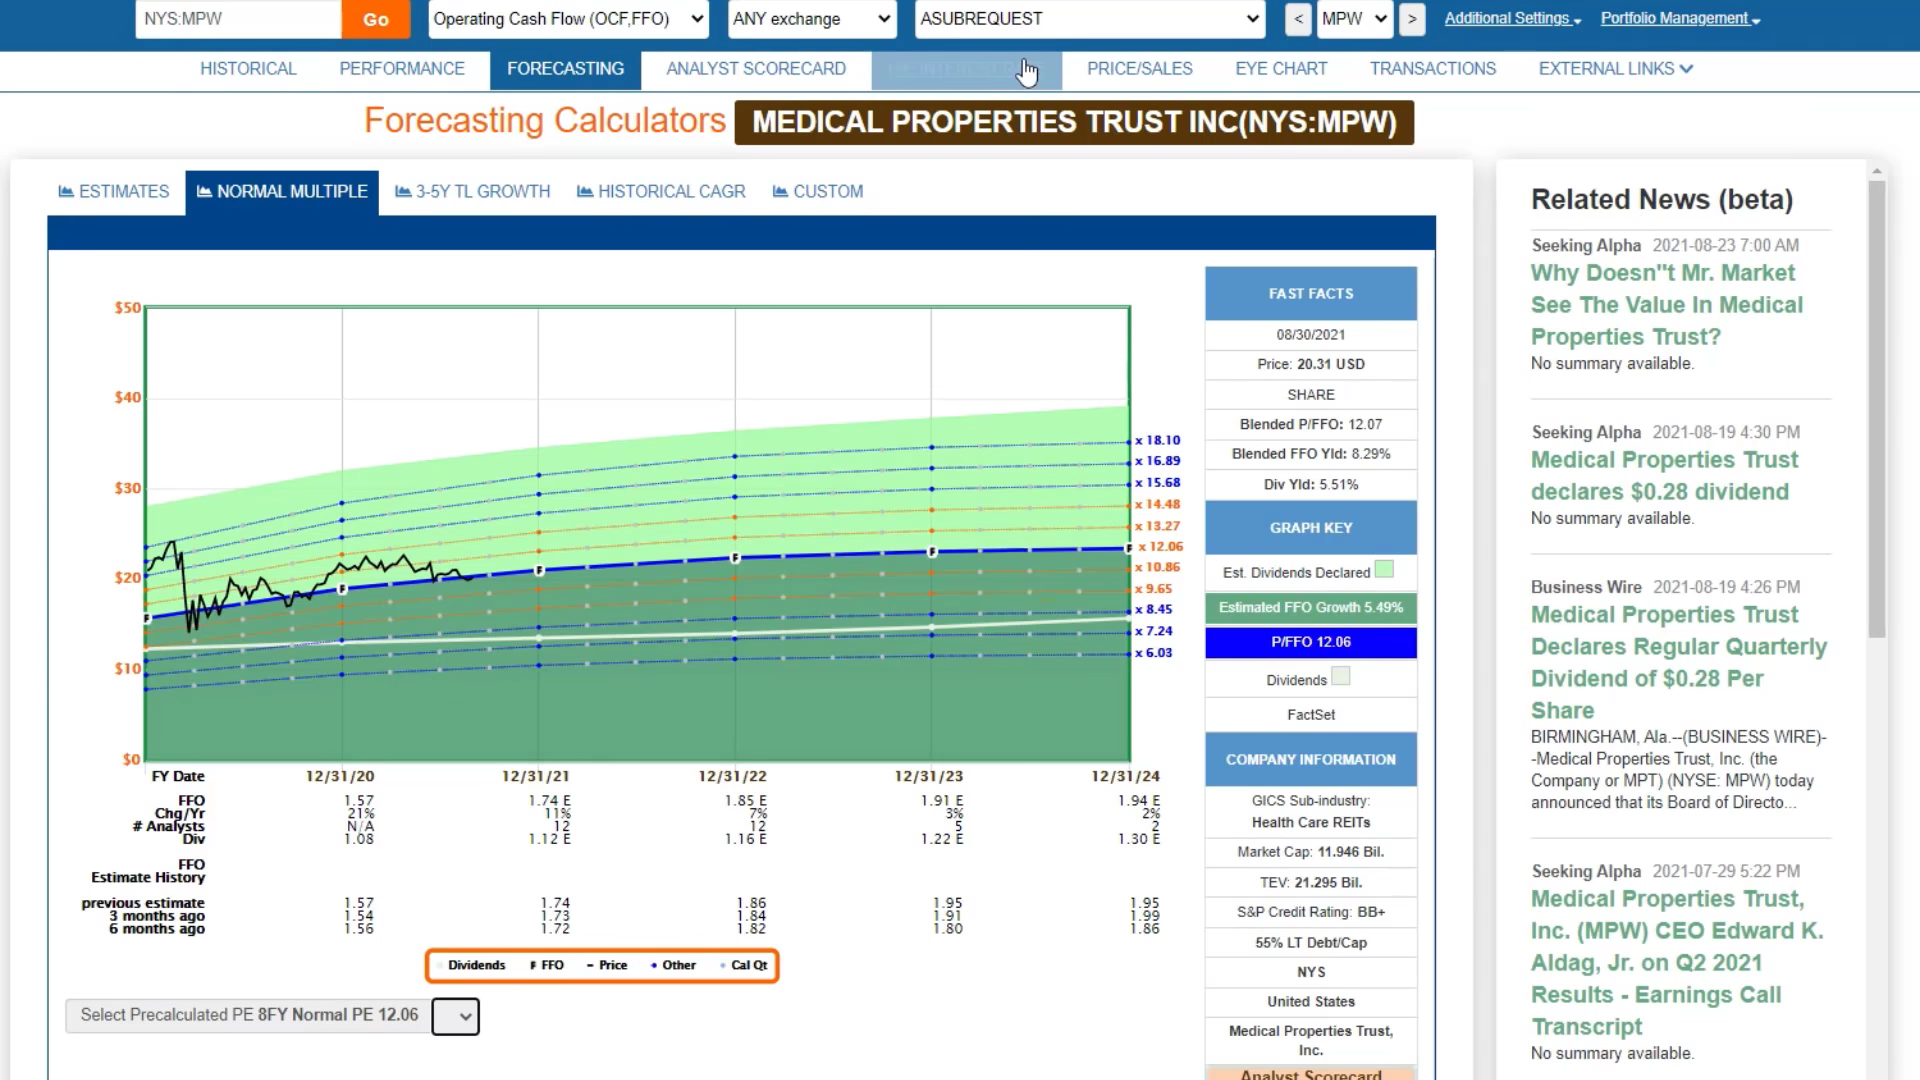 NYS:MPW Go Operating Cash Flow (OCF,FFO) ANY exchange ASUBREQUEST < MPW > Additional Settings Portfolio Management
HISTORICAL PERFORMANCE FORECASTING ANALYST SCORECARD PRICE/SALES EYE CHART TRANSACTIONS EXTERNAL LINKS
Forecasting Calculators MEDICAL PROPERTIES TRUST INC(NYS:MPW)
ESTIMATES NORMAL MULTIPLE 3-5Y TL GROWTH HISTORICAL CAGR CUSTOM
$50
$40
$30
$20
$10
$0
x 18.10
x 16.89
x 15.68
x 14.48
x 13.27
x 12.06
x 10.86
x 9.65
x 8.45
x 7.24
x 6.03
FY Date 12/31/20 12/31/21 12/31/22 12/31/23 12/31/24
FFO 1.57 1.74 E 1.85 E 1.91 E 1.94 E
Chg/Yr 21% 11% 7% 3% 2%
# Analysts N/A 12 12 5 2
Div 1.08 1.12 E 1.16 E 1.22 E 1.30 E
FFO
Estimate History
previous estimate 1.57 1.74 1.86 1.95 1.95
3 months ago 1.54 1.73 1.84 1.91 1.99
6 months ago 1.56 1.72 1.82 1.80 1.86
Dividends F FFO Price Other Cal Qt
Select Precalculated PE 8FY Normal PE 12.06
FAST FACTS
08/30/2021
Price: 20.31 USD
SHARE
Blended P/FFO: 12.07
Blended FFO Yld: 8.29%
Div Yld: 5.51%
GRAPH KEY
Est. Dividends Declared
Estimated FFO Growth 5.49%
P/FFO 12.06
Dividends
FactSet
COMPANY INFORMATION
GICS Sub-industry:
Health Care REITs
Market Cap: 11.946 Bil.
TEV: 21.295 Bil.
S&P Credit Rating: BB+
55% LT Debt/Cap
NYS
United States
Medical Properties Trust,
Inc.
Analyst Scorecard
Related News (beta)
Seeking Alpha 2021-08-23 7:00 AM
Why Doesn''t Mr. Market
See The Value In Medical
Properties Trust?
No summary available.
Seeking Alpha 2021-08-19 4:30 PM
Medical Properties Trust
declares $0.28 dividend
No summary available.
Business Wire 2021-08-19 4:26 PM
Medical Properties Trust
Declares Regular Quarterly
Dividend of $0.28 Per
Share
BIRMINGHAM, Ala.--(BUSINESS WIRE)-
-Medical Properties Trust, Inc. (the
Company or MPT) (NYSE: MPW) today
announced that its Board of Directo...
Seeking Alpha 2021-07-29 5:22 PM
Medical Properties Trust,
Inc. (MPW) CEO Edward K.
Aldag, Jr. on Q2 2021
Results - Earnings Call
Transcript
No summary available.